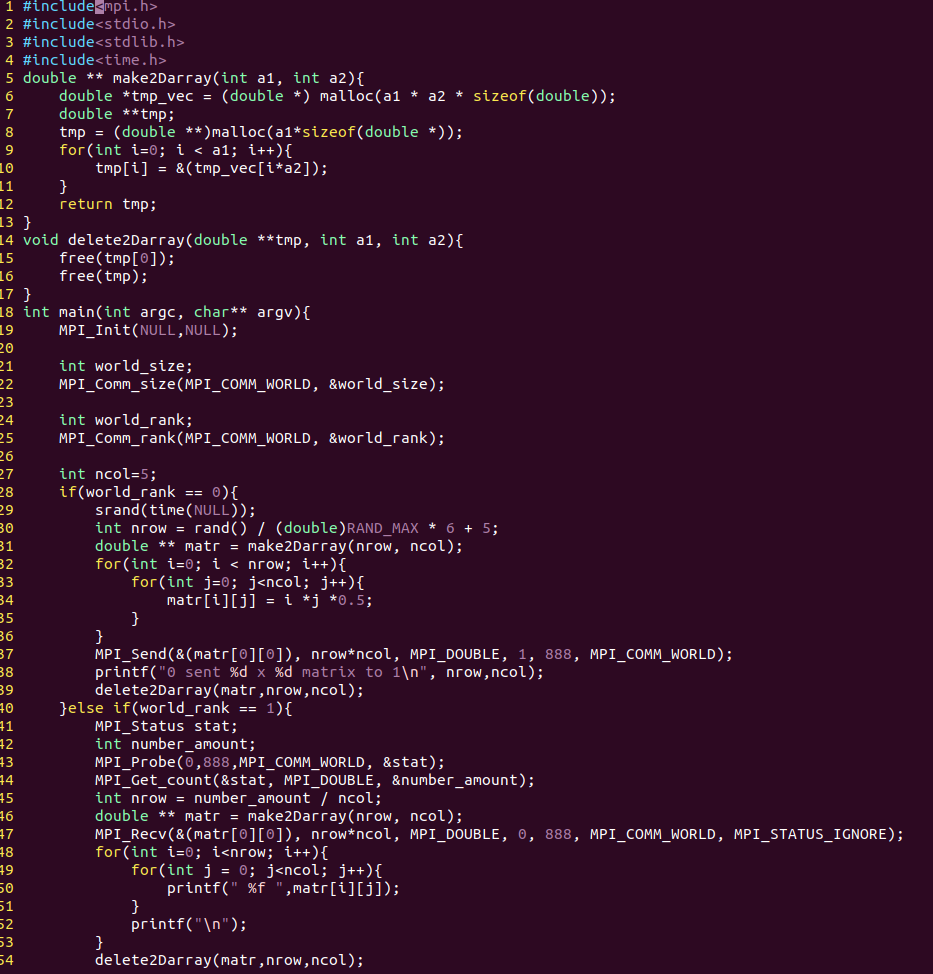 1 #include<mpi.h>
2 #include<stdio.h>
3 #include<stdlib.h>
4 #include<time.h>
5 double ** make2Darray(int a1, int a2){
6     double *tmp_vec = (double *) malloc(a1 * a2 * sizeof(double));
7     double **tmp;
8     tmp = (double **)malloc(a1*sizeof(double *));
9     for(int i=0; i < a1; i++){
10         tmp[i] = &(tmp_vec[i*a2]);
11     }
12     return tmp;
13 }
14 void delete2Darray(double **tmp, int a1, int a2){
15     free(tmp[0]);
16     free(tmp);
17 }
18 int main(int argc, char** argv){
19     MPI_Init(NULL,NULL);
20
21     int world_size;
22     MPI_Comm_size(MPI_COMM_WORLD, &world_size);
23
24     int world_rank;
25     MPI_Comm_rank(MPI_COMM_WORLD, &world_rank);
26
27     int ncol=5;
28     if(world_rank == 0){
29         srand(time(NULL));
30         int nrow = rand() / (double)RAND_MAX * 6 + 5;
31         double ** matr = make2Darray(nrow, ncol);
32         for(int i=0; i < nrow; i++){
33             for(int j=0; j<ncol; j++){
34                 matr[i][j] = i *j *0.5;
35             }
36         }
37         MPI_Send(&(matr[0][0]), nrow*ncol, MPI_DOUBLE, 1, 888, MPI_COMM_WORLD);
38         printf("0 sent %d x %d matrix to 1\n", nrow,ncol);
39         delete2Darray(matr,nrow,ncol);
40     }else if(world_rank == 1){
41         MPI_Status stat;
42         int number_amount;
43         MPI_Probe(0,888,MPI_COMM_WORLD, &stat);
44         MPI_Get_count(&stat, MPI_DOUBLE, &number_amount);
45         int nrow = number_amount / ncol;
46         double ** matr = make2Darray(nrow, ncol);
47         MPI_Recv(&(matr[0][0]), nrow*ncol, MPI_DOUBLE, 0, 888, MPI_COMM_WORLD, MPI_STATUS_IGNORE);
48         for(int i=0; i<nrow; i++){
49             for(int j = 0; j<ncol; j++){
50                 printf(" %f ",matr[i][j]);
51             }
52             printf("\n");
53         }
54         delete2Darray(matr,nrow,ncol);